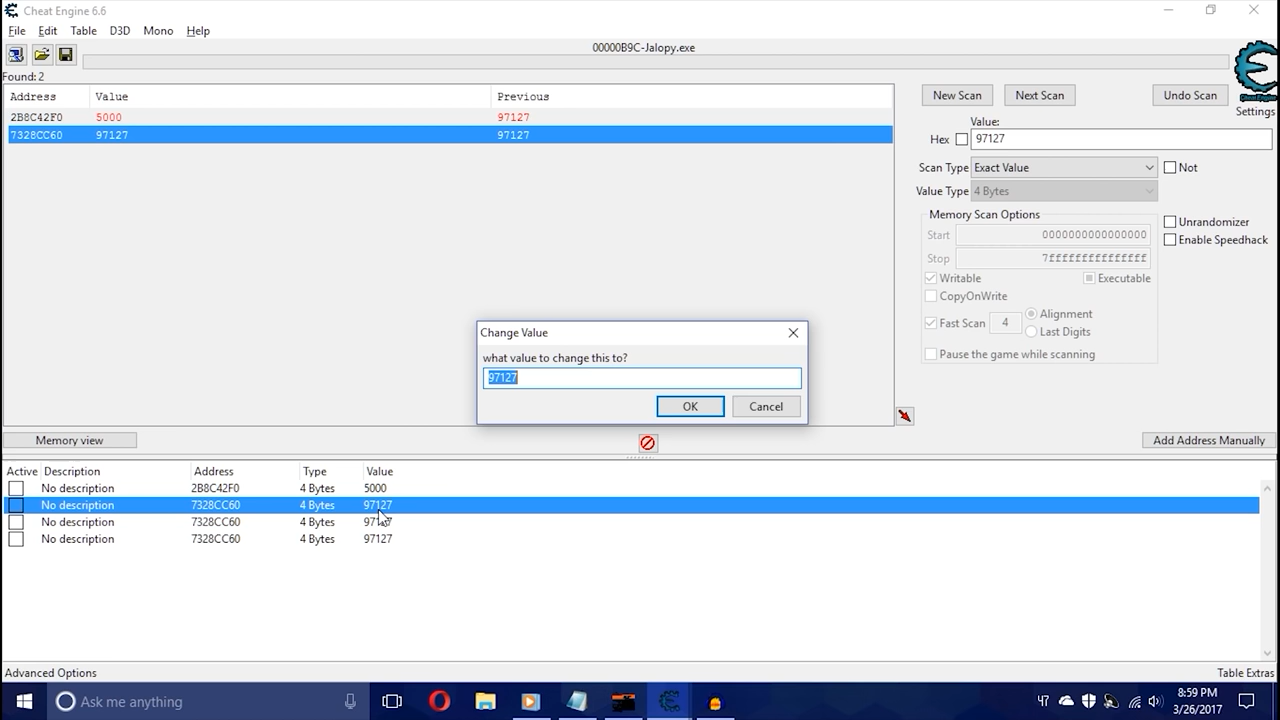 Cheat Engine 6.6
File Edit Table D3D Mono Help
00000B9C-Jalopy.exe
Found: 2
Address Value Previous
2B8C42F0 5000 97127
7328CC60 97127 97127
New Scan Next Scan Undo Scan
Cheat Engine
Settings
Value:
Hex 97127
Scan Type Exact Value Not
Value Type 4 Bytes
Memory Scan Options
Unrandomizer
Start 0000000000000000
Enable Speedhack
Stop 7fffffffffffffff
Writable Executable
CopyOnWrite
Fast Scan 4 Alignment
Last Digits
Pause the game while scanning
Change Value
what value to change this to?
97127
OK Cancel
Memory view Add Address Manually
Active Description Address Type Value
No description 2B8C42F0 4 Bytes 5000
No description 7328CC60 4 Bytes 97127
No description 7328CC60 4 Bytes 97127
No description 7328CC60 4 Bytes 97127
Advanced Options Table Extras
Ask me anything
47
8:59 PM
3/26/2017